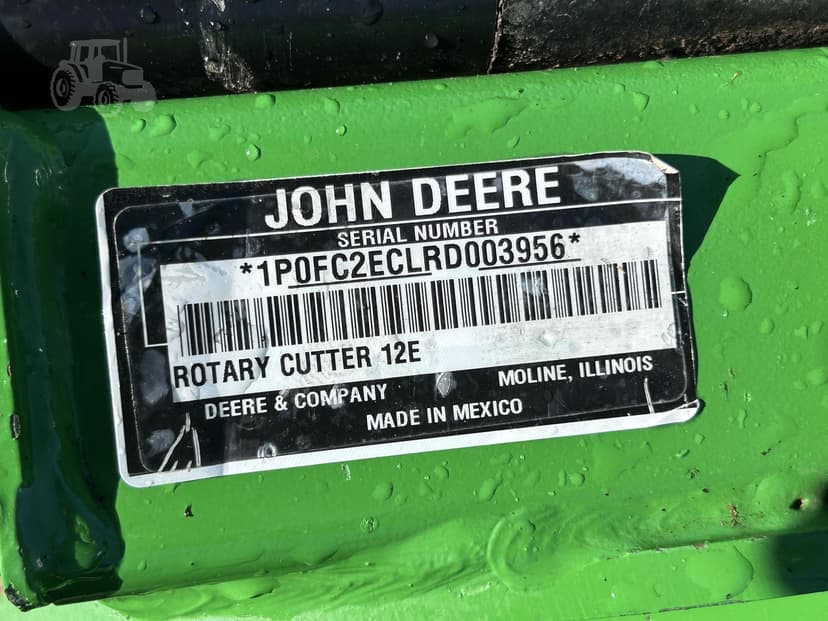 JOHN DEERE
SERIAL NUMBER
*1P0FC2ECLRD003956*
ROTARY CUTTER 12E
DEERE & COMPANY MOLINE, ILLINOIS
MADE IN MEXICO